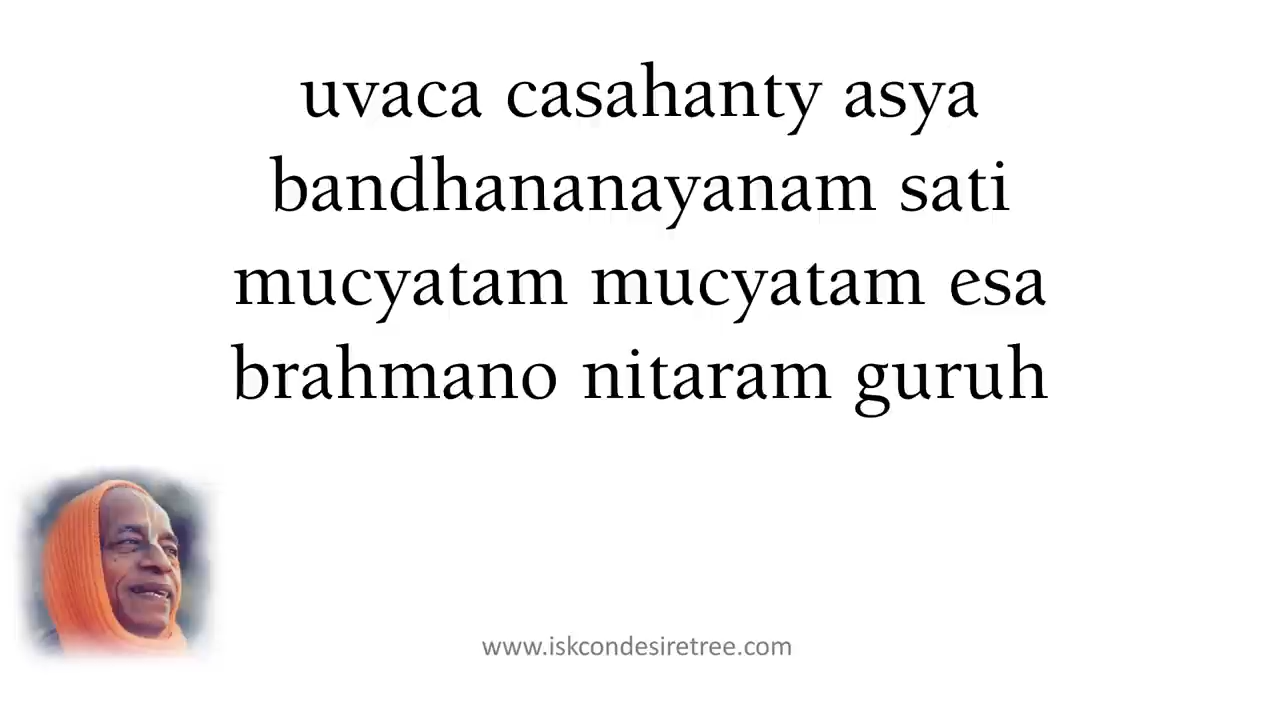 uvaca casahanty asya
bandhananayanam sati
mucyatam mucyatam esa
brahmano nitaram guruh
www.iskcondesiretree.com